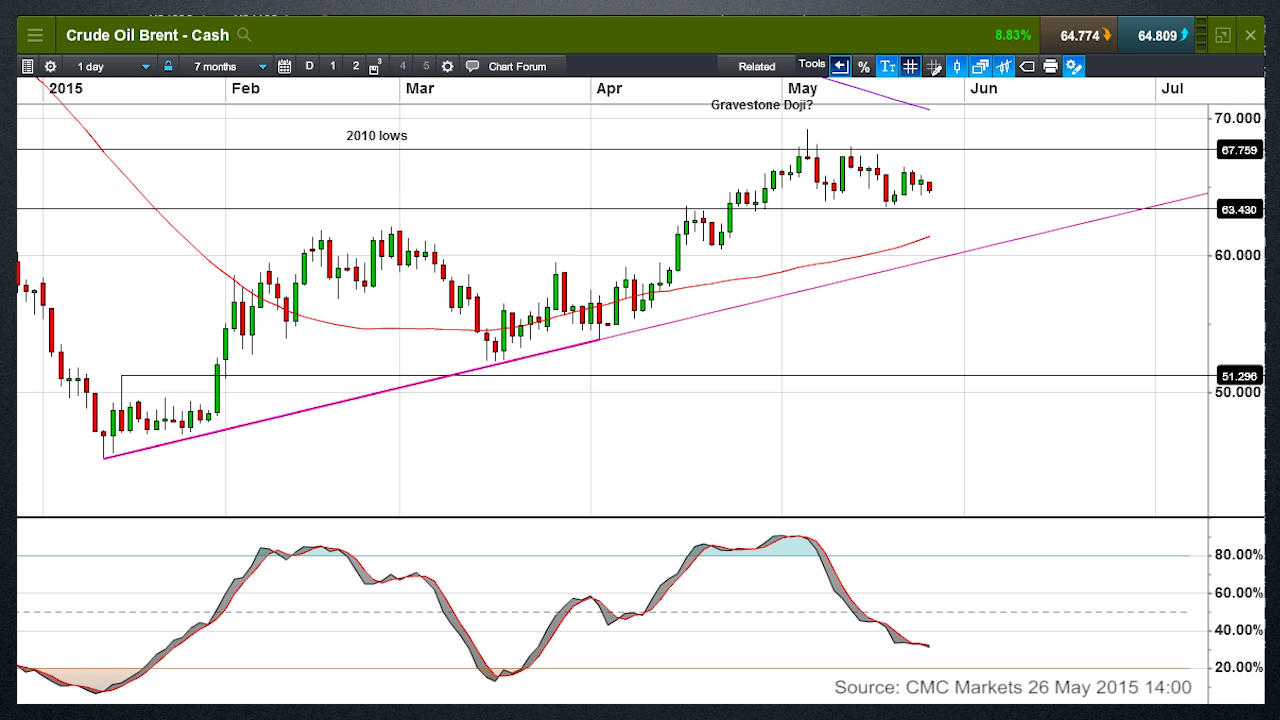 Crude Oil Brent - Cash
8.83%
64.774
64.809
1 day
7 months
D
1
2
3
4
5
Chart Forum
Related
Tools
%
Tт
2015
Feb
Mar
Apr
May
Jun
Jul
Gravestone Doji?
70.000
2010 lows
67.759
63.430
60.000
51.296
50.000
80.00%
60.00%
40.00%
20.00%
Source: CMC Markets 26 May 2015 14:00